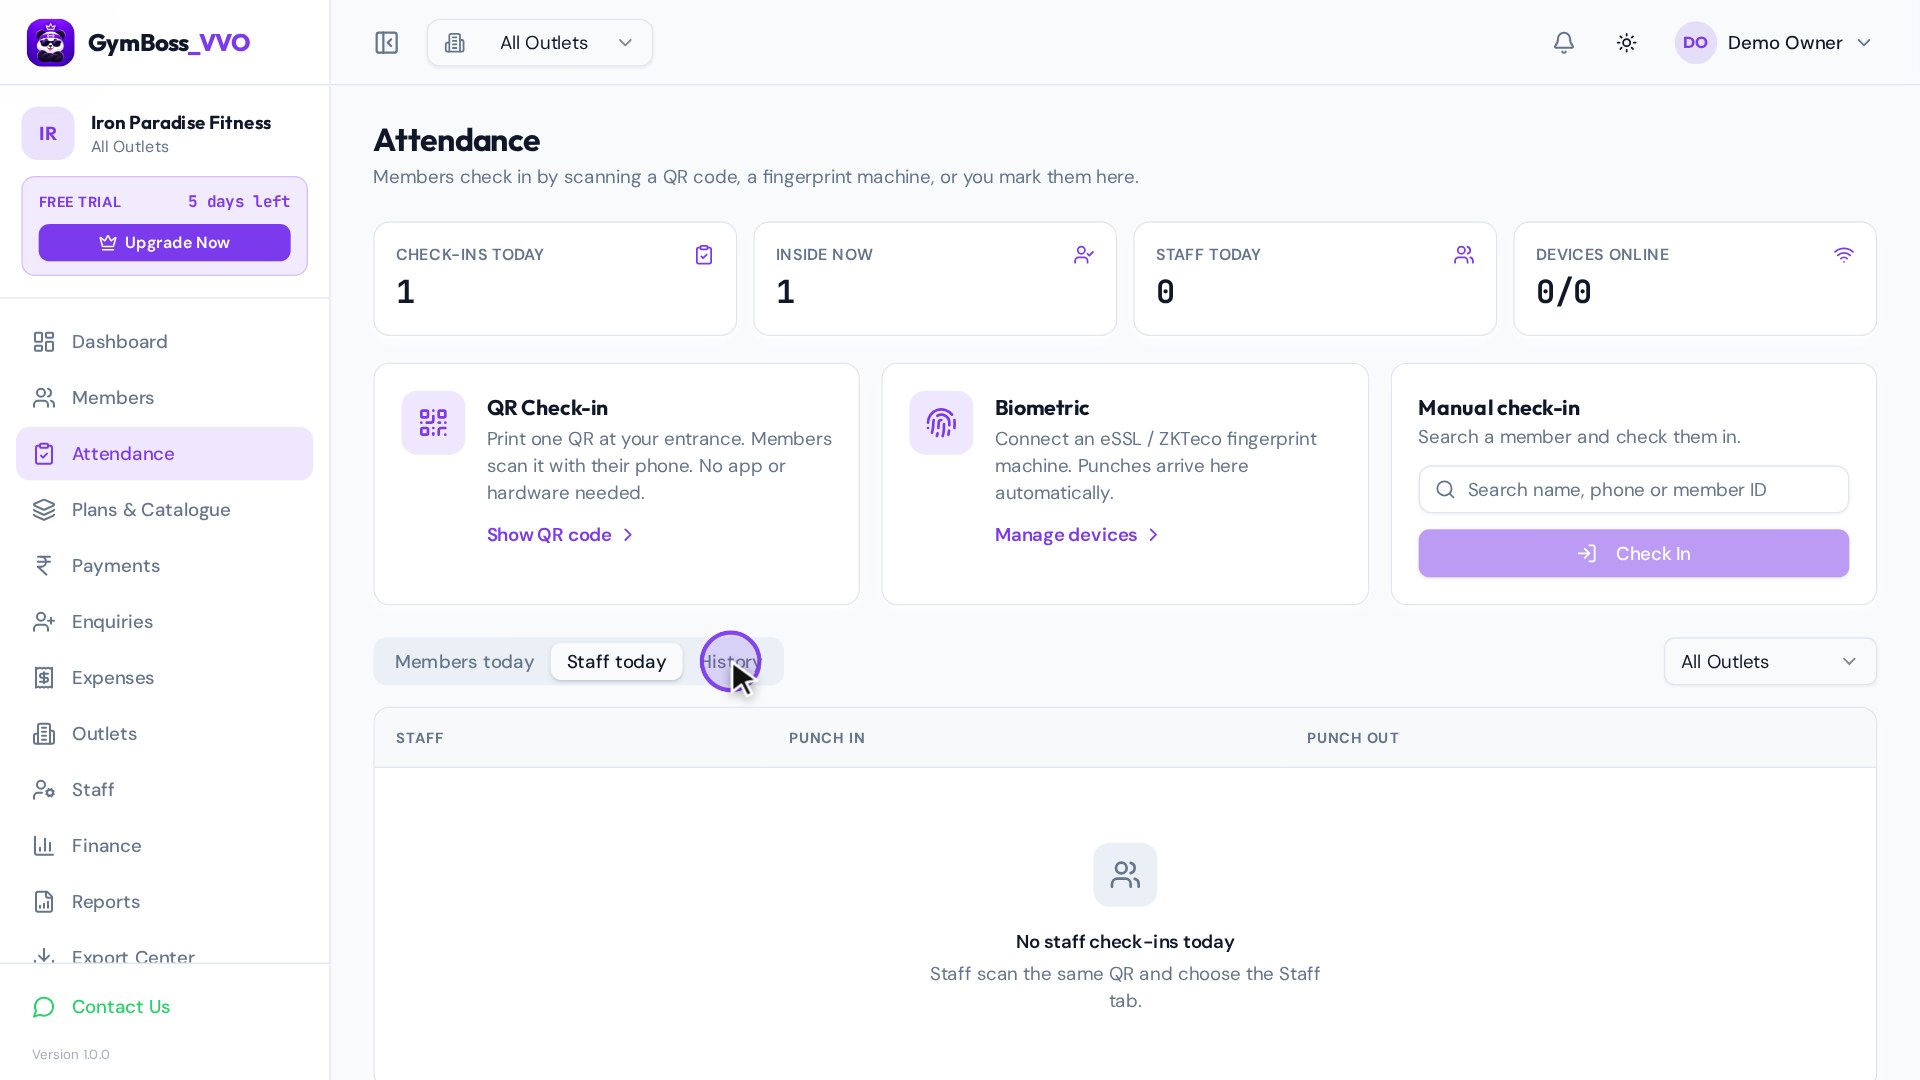 GymBoss_VVO
All Outlets
DO
Demo Owner
IR
Iron Paradise Fitness
All Outlets
FREE TRIAL
5 days left
Upgrade Now
Dashboard
Members
Attendance
Plans & Catalogue
Payments
Enquiries
Expenses
Outlets
Staff
Finance
Reports
Export Center
Contact Us
Version 1.0.0
Attendance
Members check in by scanning a QR code, a fingerprint machine, or you mark them here.
CHECK-INS TODAY
1
INSIDE NOW
1
STAFF TODAY
0
DEVICES ONLINE
0/0
QR Check-in
Print one QR at your entrance. Members
scan it with their phone. No app or
hardware needed.
Show QR code
Biometric
Connect an eSSL / ZKTeco fingerprint
machine. Punches arrive here
automatically.
Manage devices
Manual check-in
Search a member and check them in.
Search name, phone or member ID
Check In
Members today
Staff today
History
All Outlets
STAFF
PUNCH IN
PUNCH OUT
No staff check-ins today
Staff scan the same QR and choose the Staff
tab.